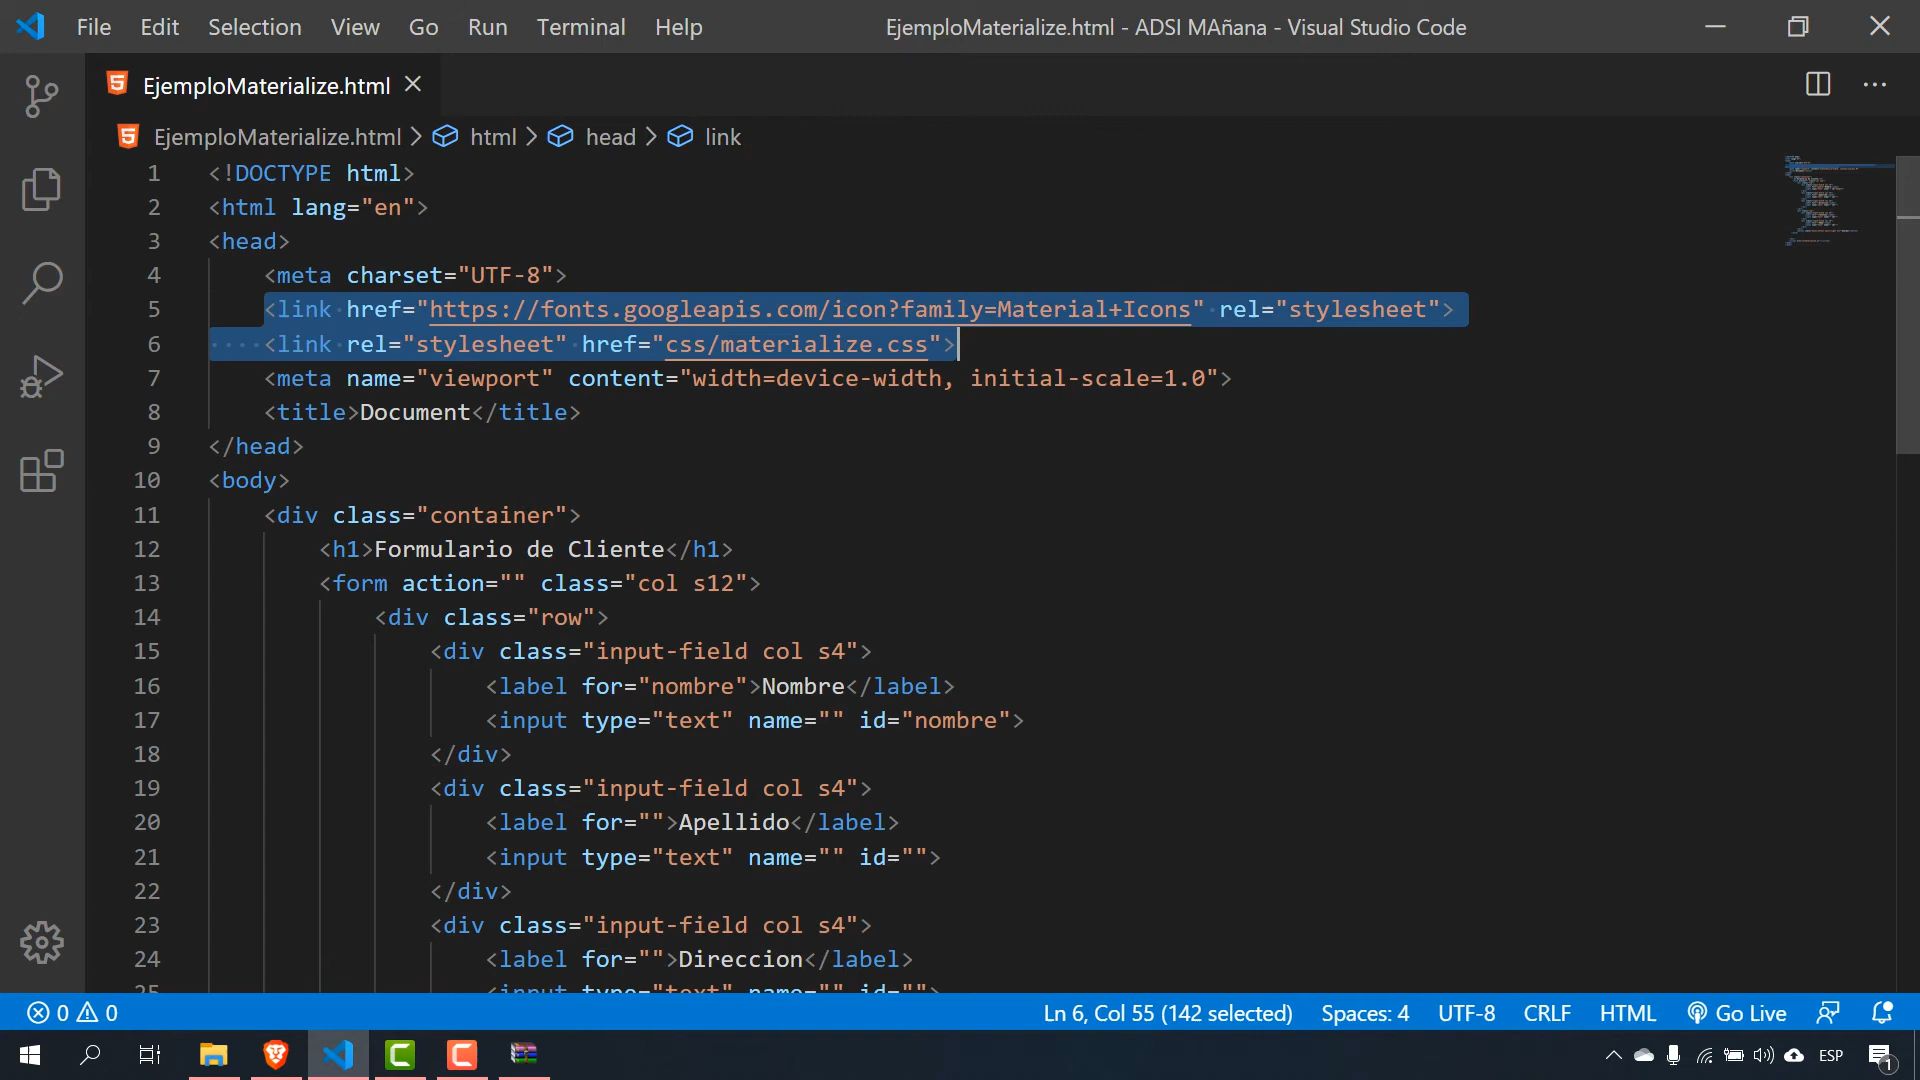 File Edit Selection View Go Run Terminal Help EjemploMaterialize.html - ADSI MAñana - Visual Studio Code
EjemploMaterialize.html
EjemploMaterialize.html > html > head > link
1 <!DOCTYPE html>
2 <html lang="en">
3 <head>
4 <meta charset="UTF-8">
5 <link href="https://fonts.googleapis.com/icon?family=Material+Icons" rel="stylesheet">
6 <link rel="stylesheet" href="css/materialize.css">
7 <meta name="viewport" content="width=device-width, initial-scale=1.0">
8 <title>Document</title>
9 </head>
10 <body>
11 <div class="container">
12 <h1>Formulario de Cliente</h1>
13 <form action="" class="col s12">
14 <div class="row">
15 <div class="input-field col s4">
16 <label for="nombre">Nombre</label>
17 <input type="text" name="" id="nombre">
18 </div>
19 <div class="input-field col s4">
20 <label for="">Apellido</label>
21 <input type="text" name="" id="">
22 </div>
23 <div class="input-field col s4">
24 <label for="">Direccion</label>
25 <input type="text" name="" id="">
0 0 Ln 6, Col 55 (142 selected) Spaces: 4 UTF-8 CRLF HTML Go Live
ESP 1